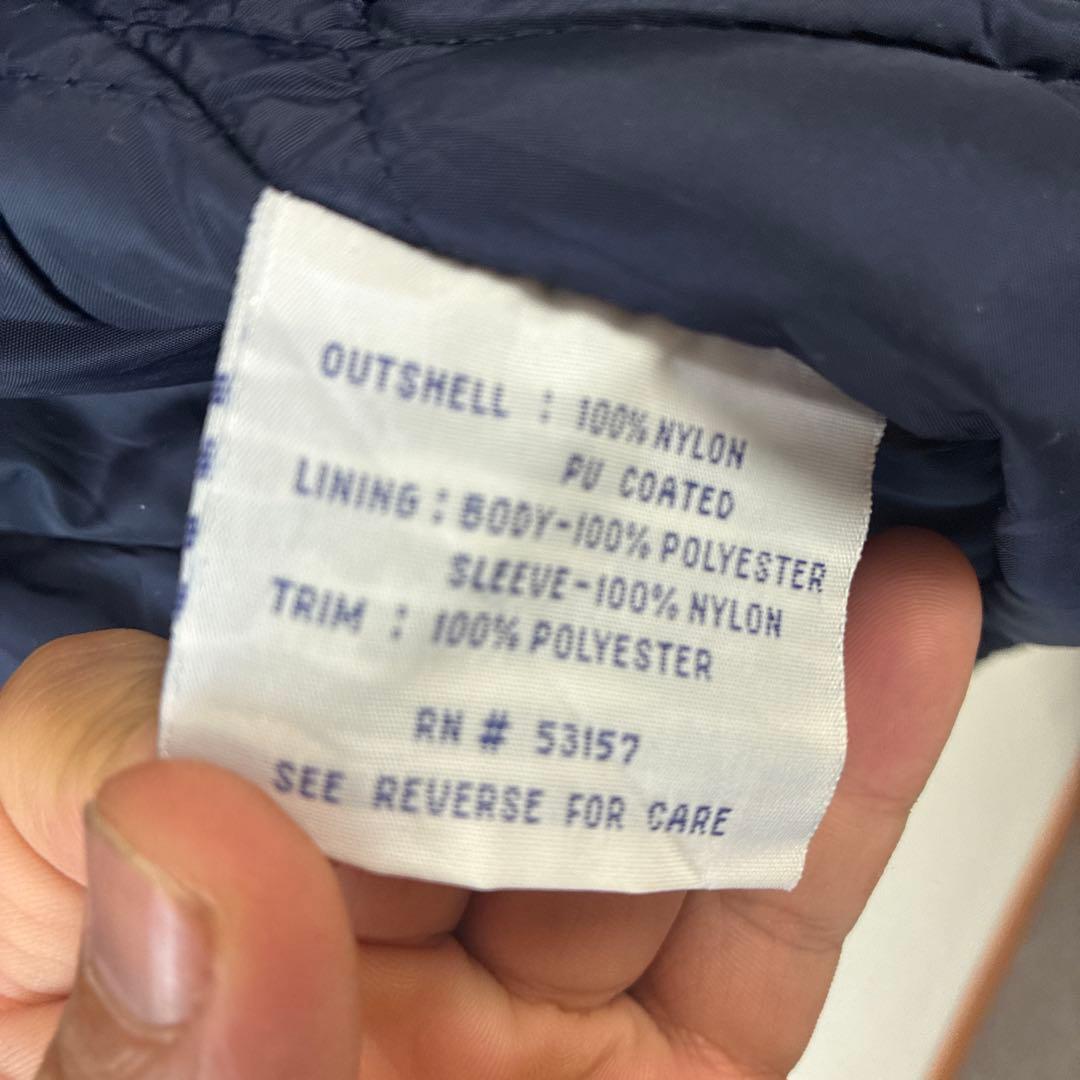 OUTSHELL : 100% NYLON
PU COATED
LINING : BODY-100% POLYESTER
SLEEVE-100% NYLON
TRIM : 100% POLYESTER
RN # 53157
SEE REVERSE FOR CARE